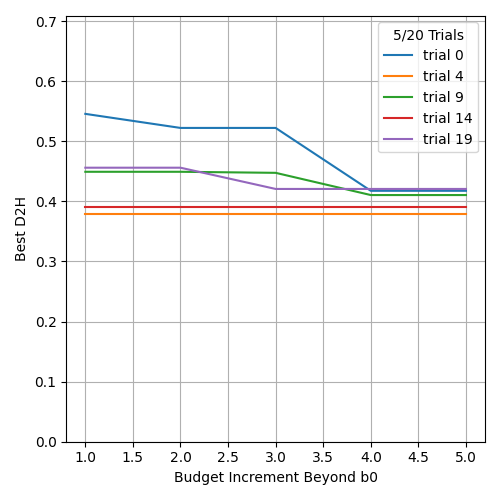 5/20 Trials
trial 0
trial 4
trial 9
trial 14
trial 19
Best D2H
0.7
0.6
0.5
0.4
0.3
0.2
0.1
0.0
1.0 1.5 2.0 2.5 3.0 3.5 4.0 4.5 5.0
Budget Increment Beyond b0